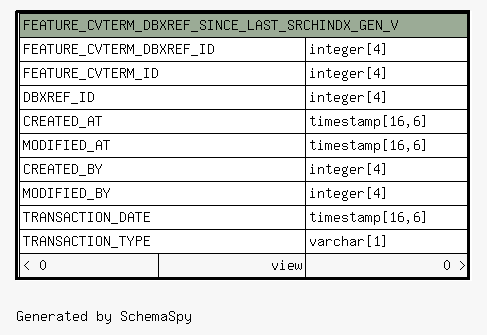 FEATURE_CVTERM_DBXREF_SINCE_LAST_SRCHINDX_GEN_V
FEATURE_CVTERM_DBXREF_ID integer[4]
FEATURE_CVTERM_ID integer[4]
DBXREF_ID integer[4]
CREATED_AT timestamp[16,6]
MODIFIED_AT timestamp[16,6]
CREATED_BY integer[4]
MODIFIED_BY integer[4]
TRANSACTION_DATE timestamp[16,6]
TRANSACTION_TYPE varchar[1]
< 0 view 0 >
Generated by SchemaSpy